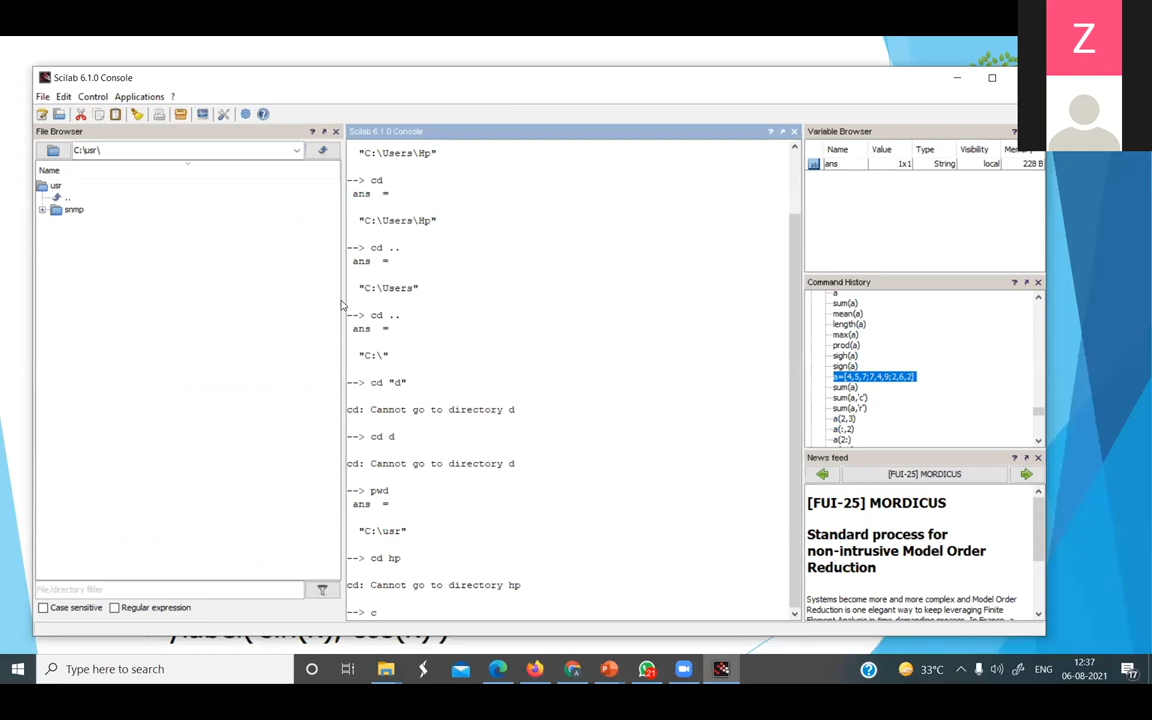 Z
Scilab 6.1.0 Console
File Edit Control Applications ?
File Browser
C:\usr\
Name
usr
..
snmp
File/directory filter
Case sensitive
Regular expression
Scilab 6.1.0 Console
"C:\Users\Hp"
--> cd
ans =
"C:\Users\Hp"
--> cd ..
ans =
"C:\Users"
--> cd ..
ans =
"C:\"
--> cd "d"
cd: Cannot go to directory d
--> cd d
cd: Cannot go to directory d
--> pwd
ans =
"C:\usr"
--> cd hp
cd: Cannot go to directory hp
--> c
Variable Browser
Name Value Type Visibility
ans 1x1 String local 228 B
Command History
a
sum(a)
mean(a)
length(a)
max(a)
prod(a)
sigh(a)
sign(a)
a=[4,5,7;7,4,9;2,6,2]
sum(a)
sum(a,'c')
sum(a,'r')
a(2,3)
a(:,2)
a(2:)
News feed
[FUI-25] MORDICUS
[FUI-25] MORDICUS
Standard process for
non-intrusive Model Order
Reduction
Systems become more and more complex and Model Order
Reduction is one elegant way to keep leveraging Finite
Type here to search
21
33°C
ENG
12:37
06-08-2021
17